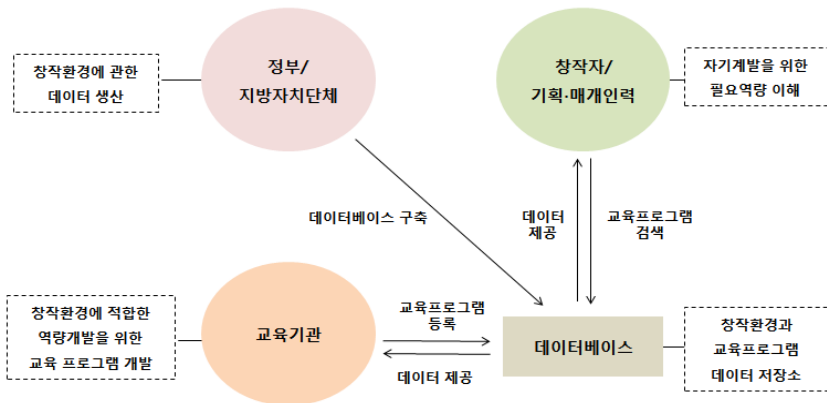 창작환경에 관한
데이터 생산
정부/
지방자치단체
창작자/
기획·매개인력
자기계발을 위한
필요역량 이해
데이터베이스 구축
데이터
제공
교육프로그램
검색
창작환경에 적합한
역량개발을 위한
교육 프로그램 개발
교육기관
교육프로그램
등록
데이터 제공
데이터베이스
창작환경과
교육프로그램
데이터 저장소